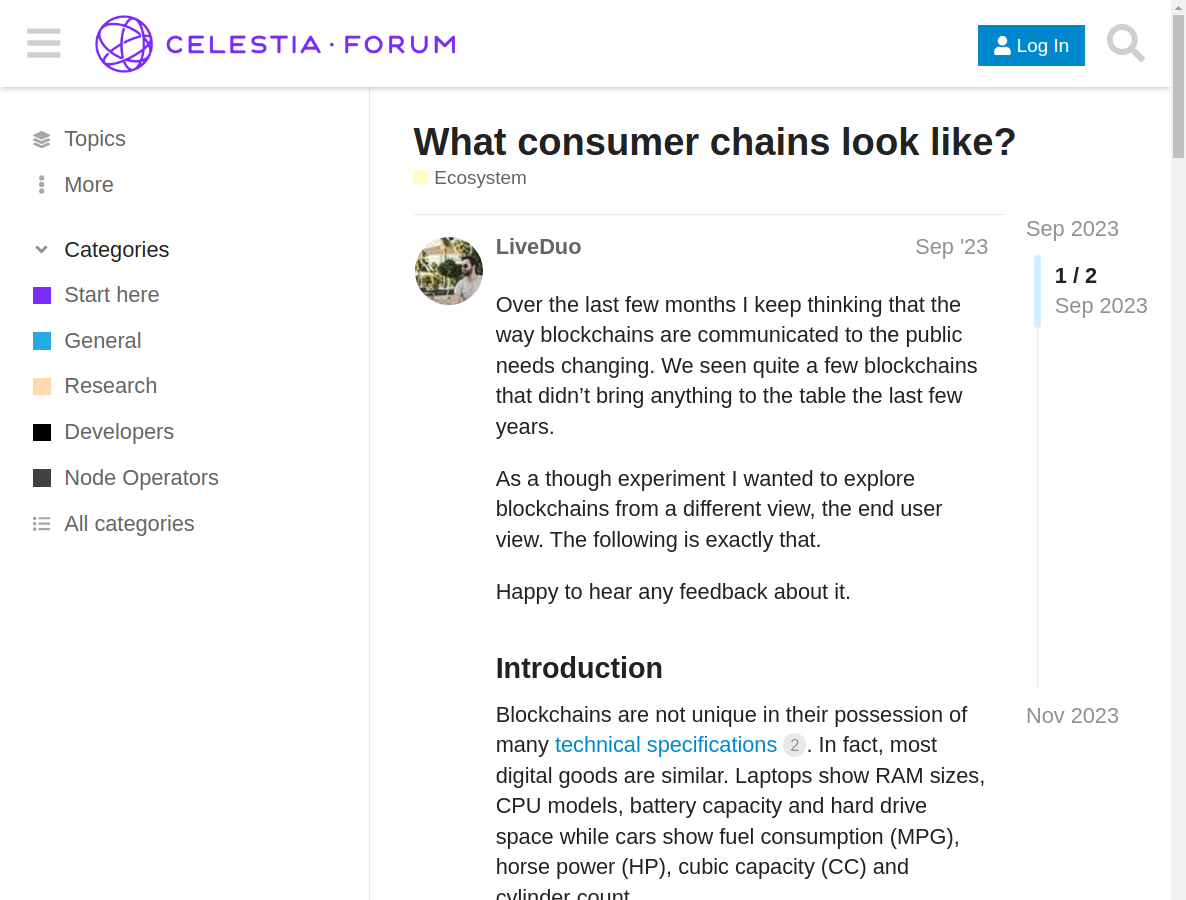 CELESTIA · FORUM
Log In
Topics
More
Categories
Start here
General
Research
Developers
Node Operators
All categories
What consumer chains look like?
Ecosystem
LiveDuo
Sep '23
Over the last few months I keep thinking that the
way blockchains are communicated to the public
needs changing. We seen quite a few blockchains
that didn’t bring anything to the table the last few
years.
As a though experiment I wanted to explore
blockchains from a different view, the end user
view. The following is exactly that.
Happy to hear any feedback about it.
Introduction
Blockchains are not unique in their possession of
many technical specifications 2. In fact, most
digital goods are similar. Laptops show RAM sizes,
CPU models, battery capacity and hard drive
space while cars show fuel consumption (MPG),
horse power (HP), cubic capacity (CC) and
cylinder count
Sep 2023
1 / 2
Sep 2023
Nov 2023